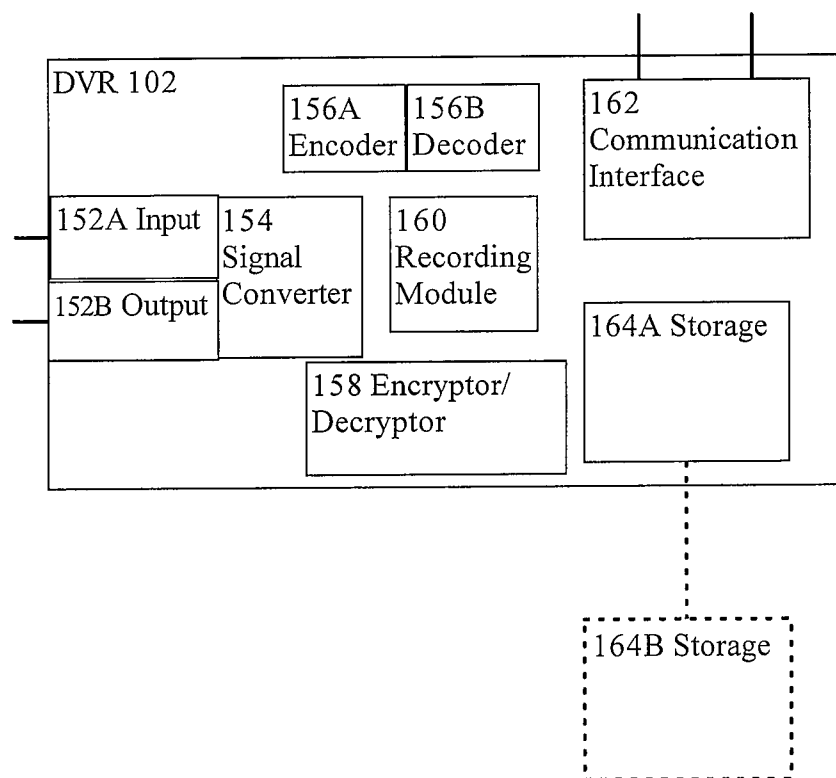 DVR 102
156A
Encoder
156B
Decoder
162
Communication
Interface
152A Input
152B Output
154
Signal
Converter
160
Recording
Module
164A Storage
158 Encryptor/
Decryptor
164B Storage